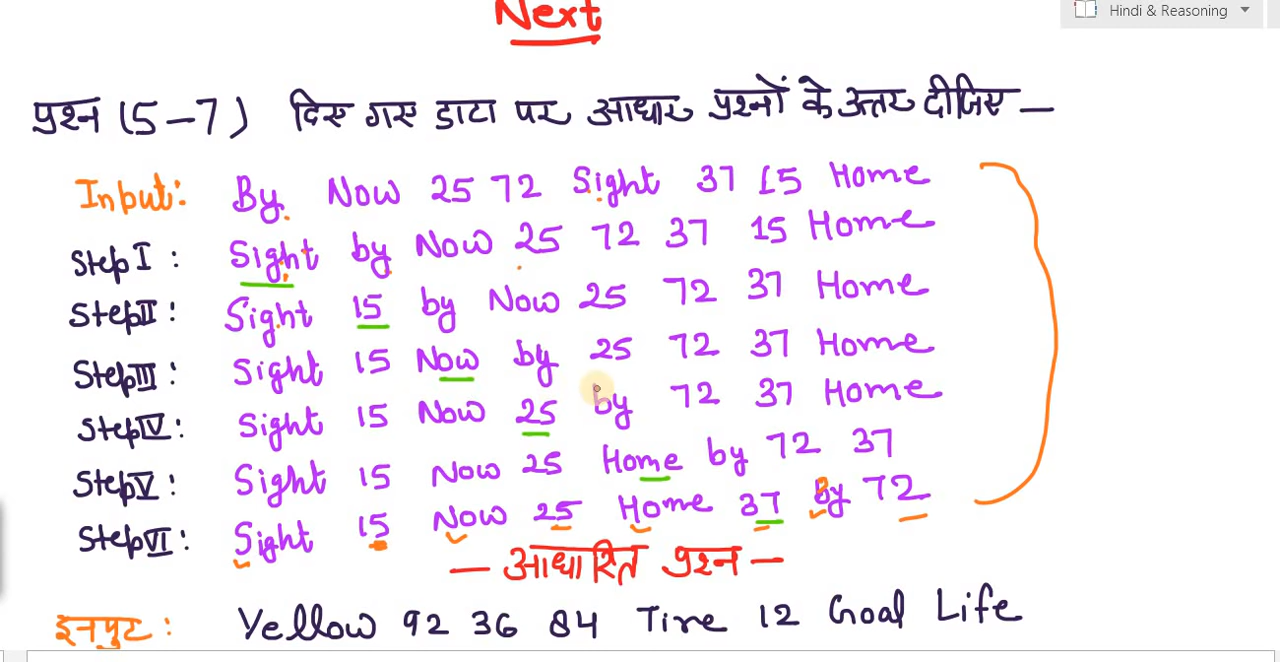 Hindi & Reasoning
Next
प्रश्न (5-7) दिए गए डाटा पर आधार प्रश्नों के उत्तर दीजिए —
Input: By Now 25 72 Sight 37 15 Home
Step I : Sight by Now 25 72 37 15 Home
Step II : Sight 15 by Now 25 72 37 Home
Step III : Sight 15 Now by 25 72 37 Home
Step IV : Sight 15 Now 25 by 72 37 Home
Step V : Sight 15 Now 25 Home by 72 37
Step VI : Sight 15 Now 25 Home 37 By 72
— आधारित प्रश्न —
इनपुट : Yellow 92 36 84 Tire 12 Goal Life